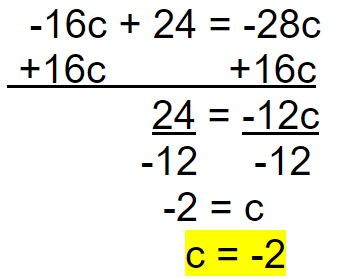 -16c + 24 = -28c
+16c +16c
24 = -12c
-12 -12
-2 = c
c = -2